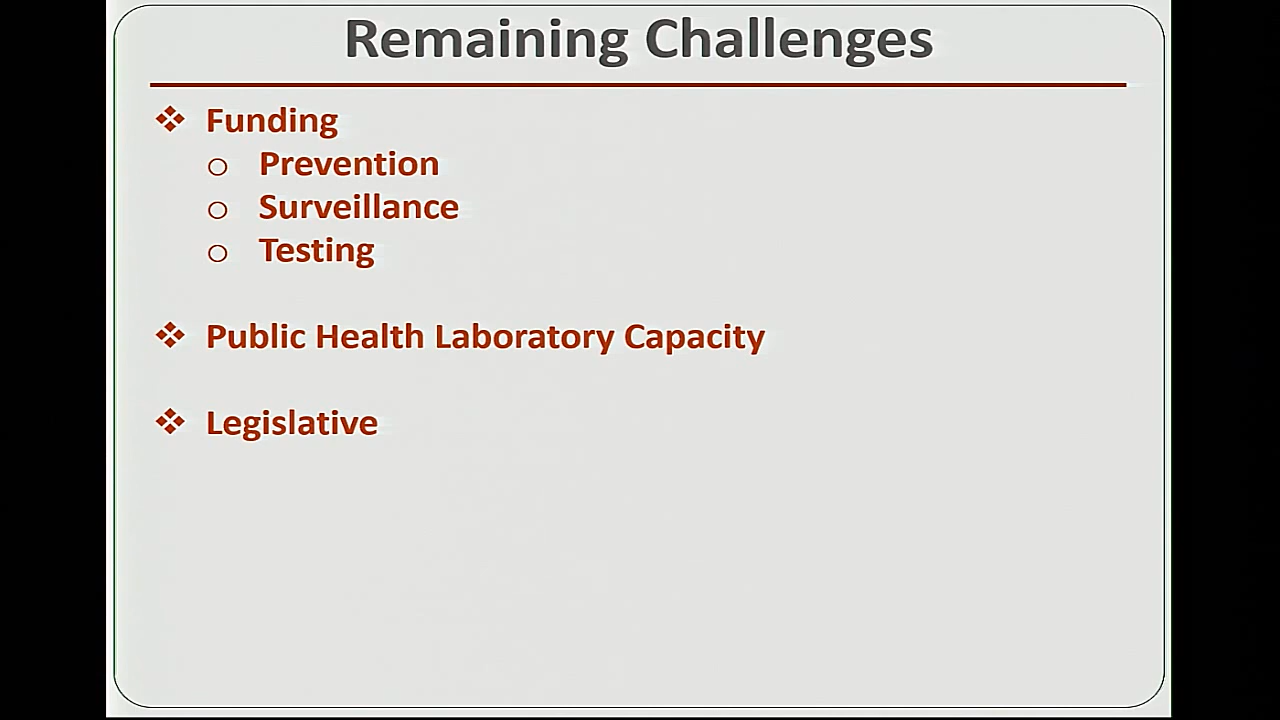 Remaining Challenges
❖ Funding
o Prevention
o Surveillance
o Testing
❖ Public Health Laboratory Capacity
❖ Legislative